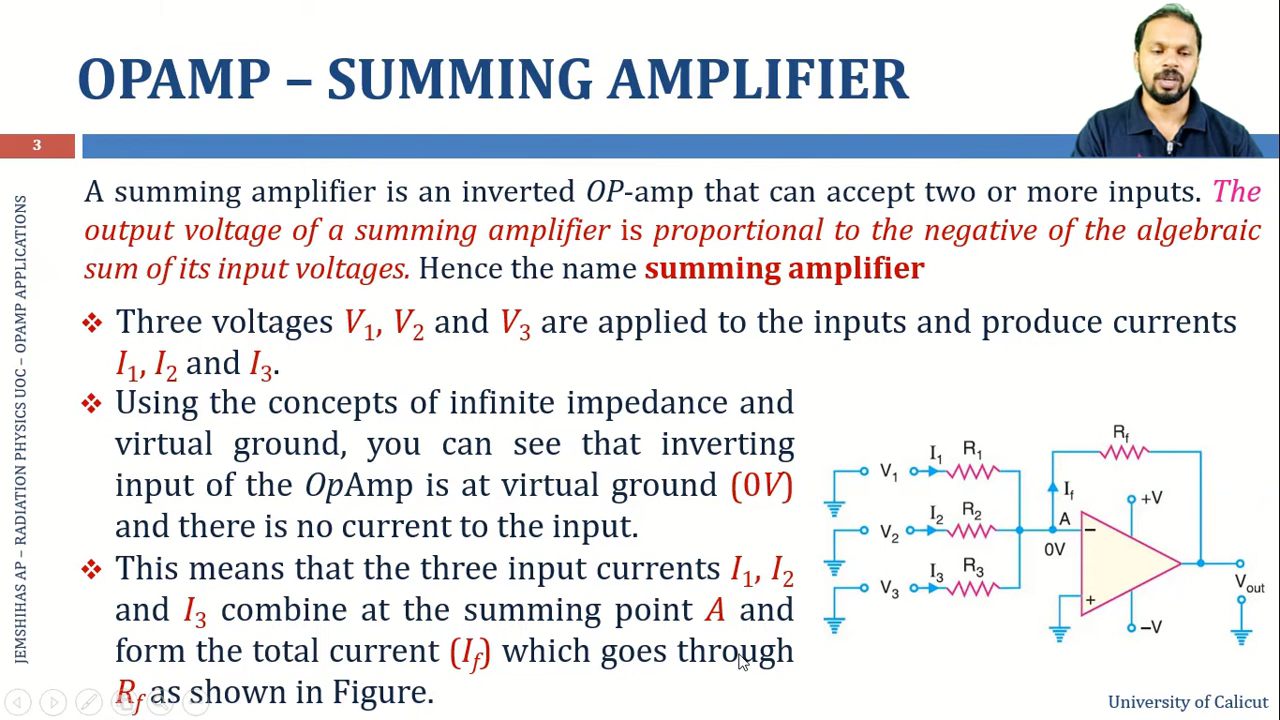 OPAMP – SUMMING AMPLIFIER
3
JEMSHIHAS AP – RADIATION PHYSICS UOC – OPAMP APPLICATIONS
A summing amplifier is an inverted OP-amp that can accept two or more inputs. The
output voltage of a summing amplifier is proportional to the negative of the algebraic
sum of its input voltages. Hence the name summing amplifier
❖ Three voltages V₁, V₂ and V₃ are applied to the inputs and produce currents
I₁, I₂ and I₃.
❖ Using the concepts of infinite impedance and
virtual ground, you can see that inverting
input of the OpAmp is at virtual ground (0V)
and there is no current to the input.
❖ This means that the three input currents I₁, I₂
and I₃ combine at the summing point A and
form the total current (I_f) which goes through
R_f as shown in Figure.
R_f
V₁ I₁ R₁
I_f
+V
V₂ I₂ R₂
A
−
0V
V₃ I₃ R₃
+
V_out
−V
University of Calicut